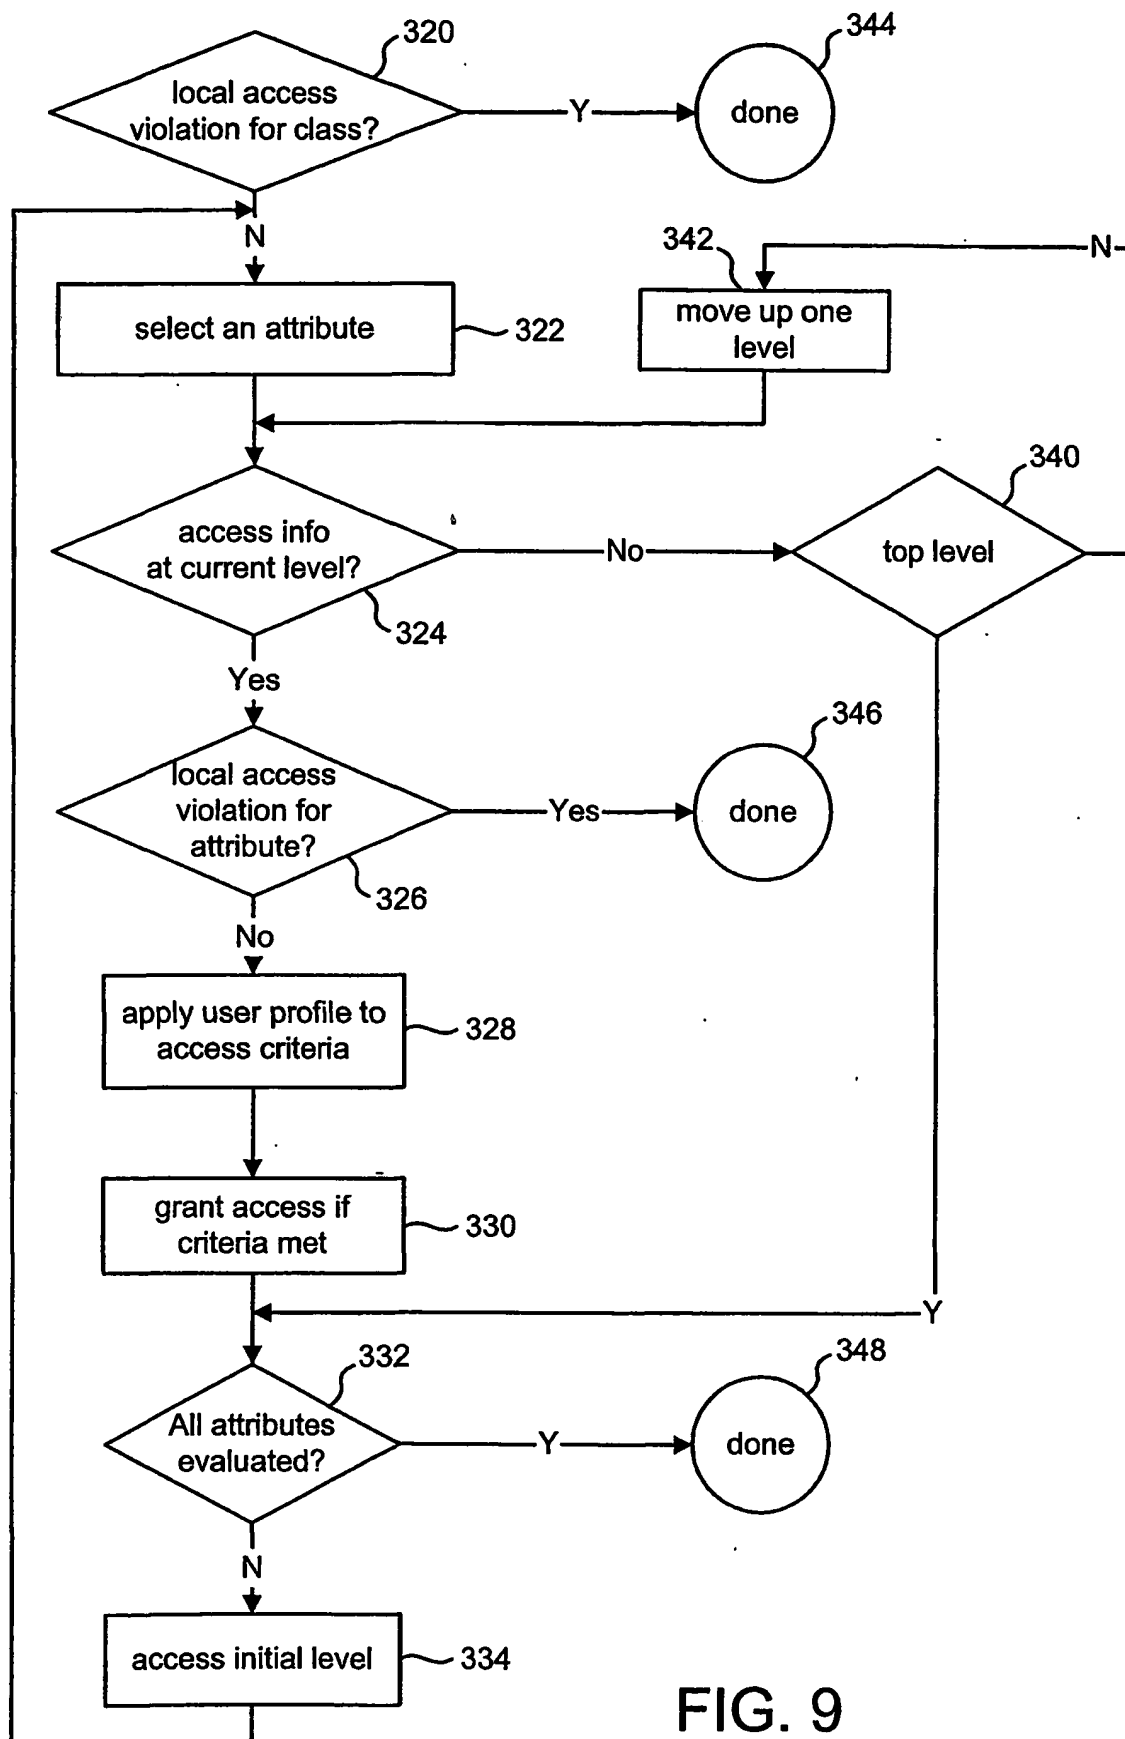 320
local access
violation for class?
Y
344
done
N
select an attribute
322
342
move up one
level
N
access info
at current level?
324
No
340
top level
Yes
local access
violation for
attribute?
326
Yes
346
done
No
apply user profile to
access criteria
328
grant access if
criteria met
330
Y
332
All attributes
evaluated?
Y
348
done
N
access initial level
334
FIG. 9